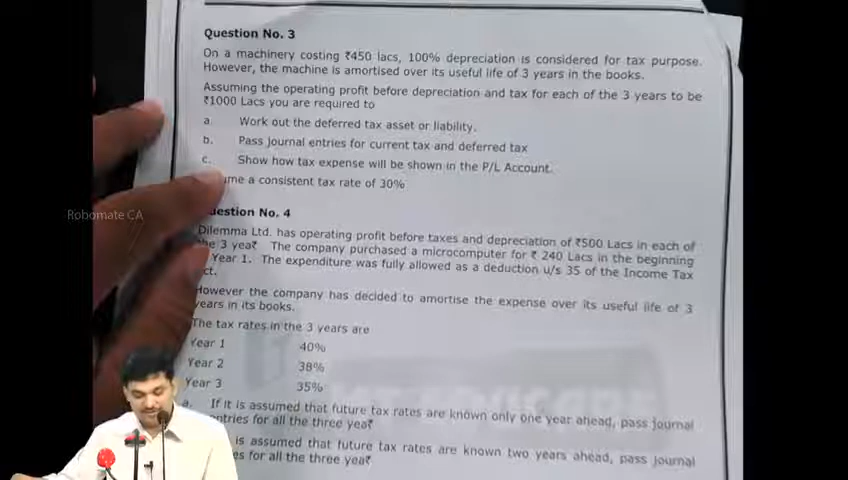 Question No. 3
On a machinery costing ₹450 lacs, 100% depreciation is considered for tax purpose.
However, the machine is amortised over its useful life of 3 years in the books.
Assuming the operating profit before depreciation and tax for each of the 3 years to be
₹1000 Lacs you are required to
a. Work out the deferred tax asset or liability.
b. Pass journal entries for current tax and deferred tax
c. Show how tax expense will be shown in the P/L Account.
ume a consistent tax rate of 30%
Robomate CA
uestion No. 4
Dilemma Ltd. has operating profit before taxes and depreciation of ₹500 Lacs in each of
the 3 yea₹ The company purchased a microcomputer for ₹ 240 Lacs in the beginning
Year 1. The expenditure was fully allowed as a deduction u/s 35 of the Income Tax
ct.
However the company has decided to amortise the expense over its useful life of 3
years in its books.
The tax rates in the 3 years are
Year 1 40%
Year 2 38%
Year 3 35%
a. If it is assumed that future tax rates are known only one year ahead, pass journal
entries for all the three yea₹
is assumed that future tax rates are known two years ahead, pass journal
es for all the three yea₹